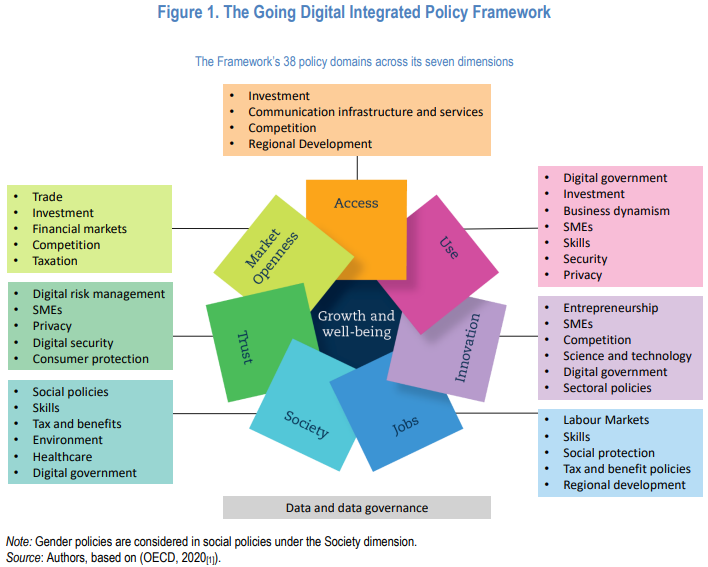 Figure 1. The Going Digital Integrated Policy Framework
The Framework's 38 policy domains across its seven dimensions
• Investment
• Communication infrastructure and services
• Competition
• Regional Development
• Trade
• Investment
• Financial markets
• Competition
• Taxation
• Digital risk management
• SMEs
• Privacy
• Digital security
• Consumer protection
• Social policies
• Skills
• Tax and benefits
• Environment
• Healthcare
• Digital government
Access
Market
Openness
Use
Trust
Growth and
well-being
Innovation
Society
Jobs
• Digital government
• Investment
• Business dynamism
• SMEs
• Skills
• Security
• Privacy
• Entrepreneurship
• SMEs
• Competition
• Science and technology
• Digital government
• Sectoral policies
• Labour Markets
• Skills
• Social protection
• Tax and benefit policies
• Regional development
Data and data governance
Note: Gender policies are considered in social policies under the Society dimension.
Source: Authors, based on (OECD, 2020[1]).